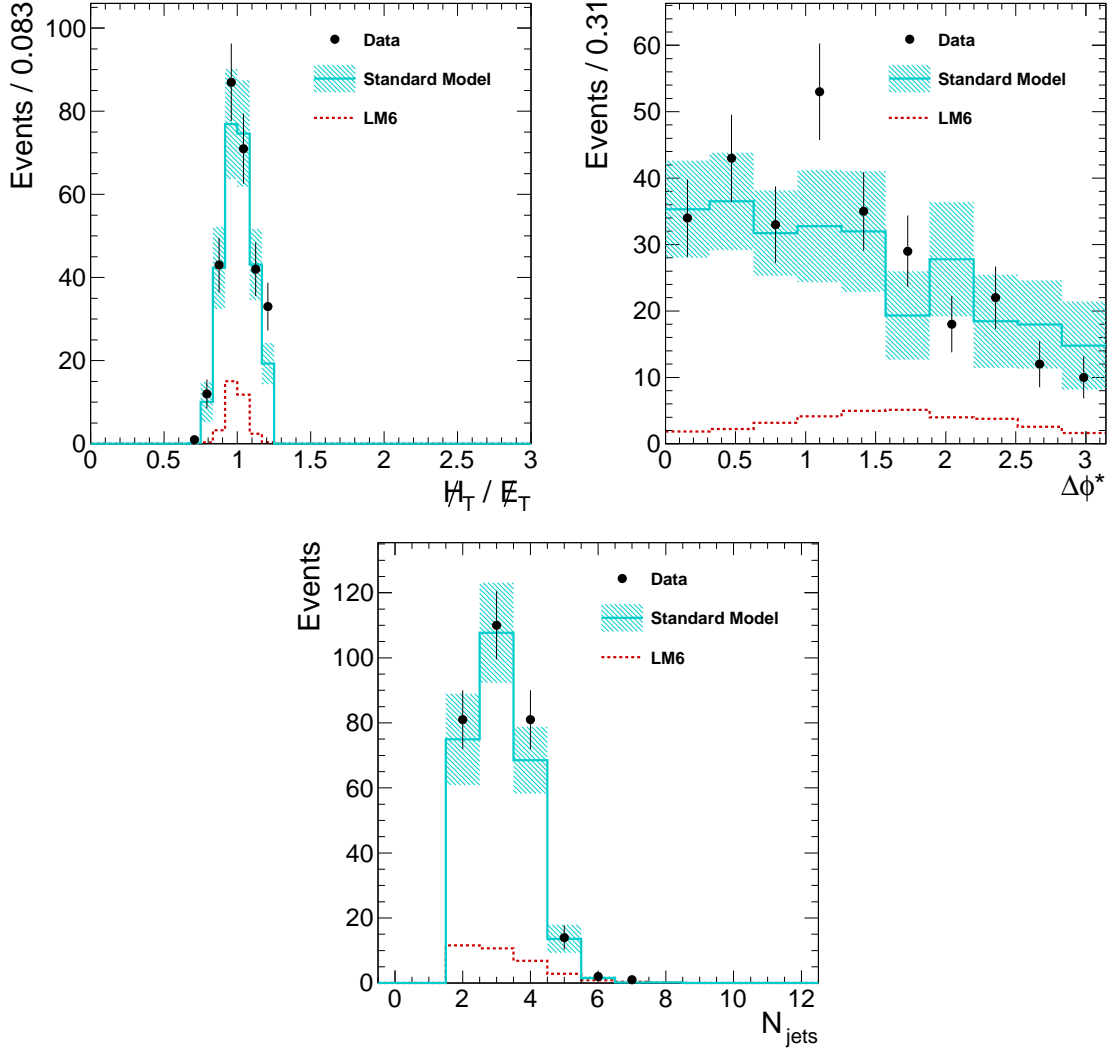 Events / 0.083
100
80
60
40
20
0
Data
Standard Model
LM6
0 0.5 1 1.5 2 2.5 3
H̸_T / E̸_T
Events / 0.31
60
50
40
30
20
10
0
Data
Standard Model
LM6
0 0.5 1 1.5 2 2.5 3
Δϕ*
Events
120
100
80
60
40
20
0
Data
Standard Model
LM6
0 2 4 6 8 10 12
N_jets